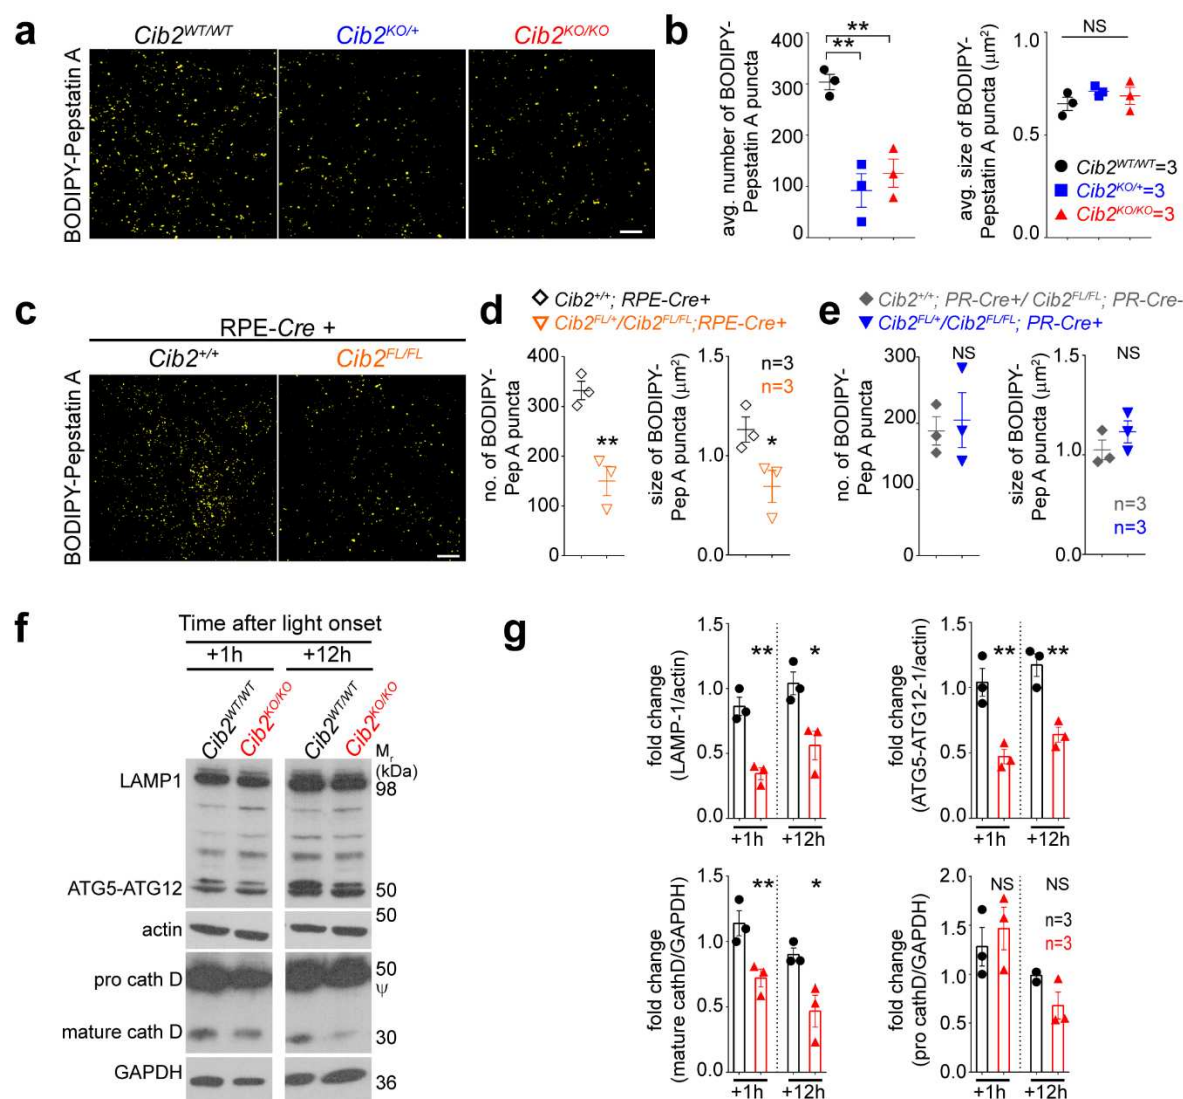 a
Cib2WT/WT
Cib2KO/+
Cib2KO/KO
BODIPY-Pepstatin A
b
avg. number of BODIPY-
Pepstatin A puncta
400
300
300
100
0
**
**
avg. size of BODIPY-
Pepstatin A puncta (µm2)
1.0
0.5
0.0
NS
Cib2WT/WT=3
Cib2KO/+=3
Cib2KO/KO=3
c
RPE-Cre +
Cib2+/+
Cib2FL/FL
BODIPY-Pepstatin A
d
Cib2+/+; RPE-Cre+
Cib2FL/+/Cib2FL/FL;RPE-Cre+
no. of BODIPY-
Pep A puncta
400
300
300
100
0
**
size of BODIPY-
Pep A puncta (µm2)
1.5
1.0
0.0
n=3
n=3
*
e
Cib2+/+; PR-Cre+/ Cib2FL/FL; PR-Cre-
Cib2FL/+/Cib2FL/FL; PR-Cre+
no. of BODIPY-
Pep A puncta
300
200
100
0
NS
size of BODIPY-
Pep A puncta (µm2)
1.5
1.0
0.0
NS
n=3
n=3
f
Time after light onset
+1h
+12h
Cib2WT/WT
Cib2KO/KO
Cib2WT/WT
Cib2KO/KO
Mr
(kDa)
LAMP1
98
ATG5-ATG12
50
50
actin
pro cath D
50
ψ
mature cath D
30
GAPDH
36
g
fold change
(LAMP-1/actin)
1.5
1.0
0.5
0.0
**
*
+1h
+12h
fold change
(ATG5-ATG12-1/actin)
1.5
1.0
0.5
0.0
**
**
+1h
+12h
fold change
(mature cathD/GAPDH)
1.5
1.0
0.5
0.0
**
*
+1h
+12h
fold change
(pro cathD/GAPDH)
2.0
1.5
1.0
0.5
0.0
NS
NS
n=3
n=3
+1h
+12h